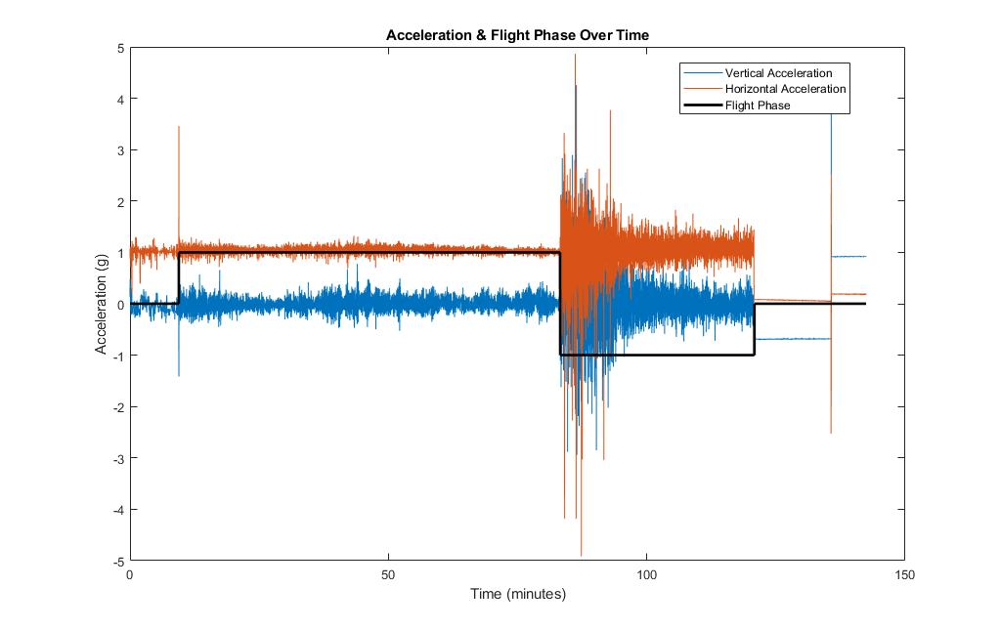 Acceleration & Flight Phase Over Time
5
4
3
2
1
0
-1
-2
-3
-4
-5
Acceleration (g)
Vertical Acceleration
Horizontal Acceleration
Flight Phase
0
50
100
150
Time (minutes)